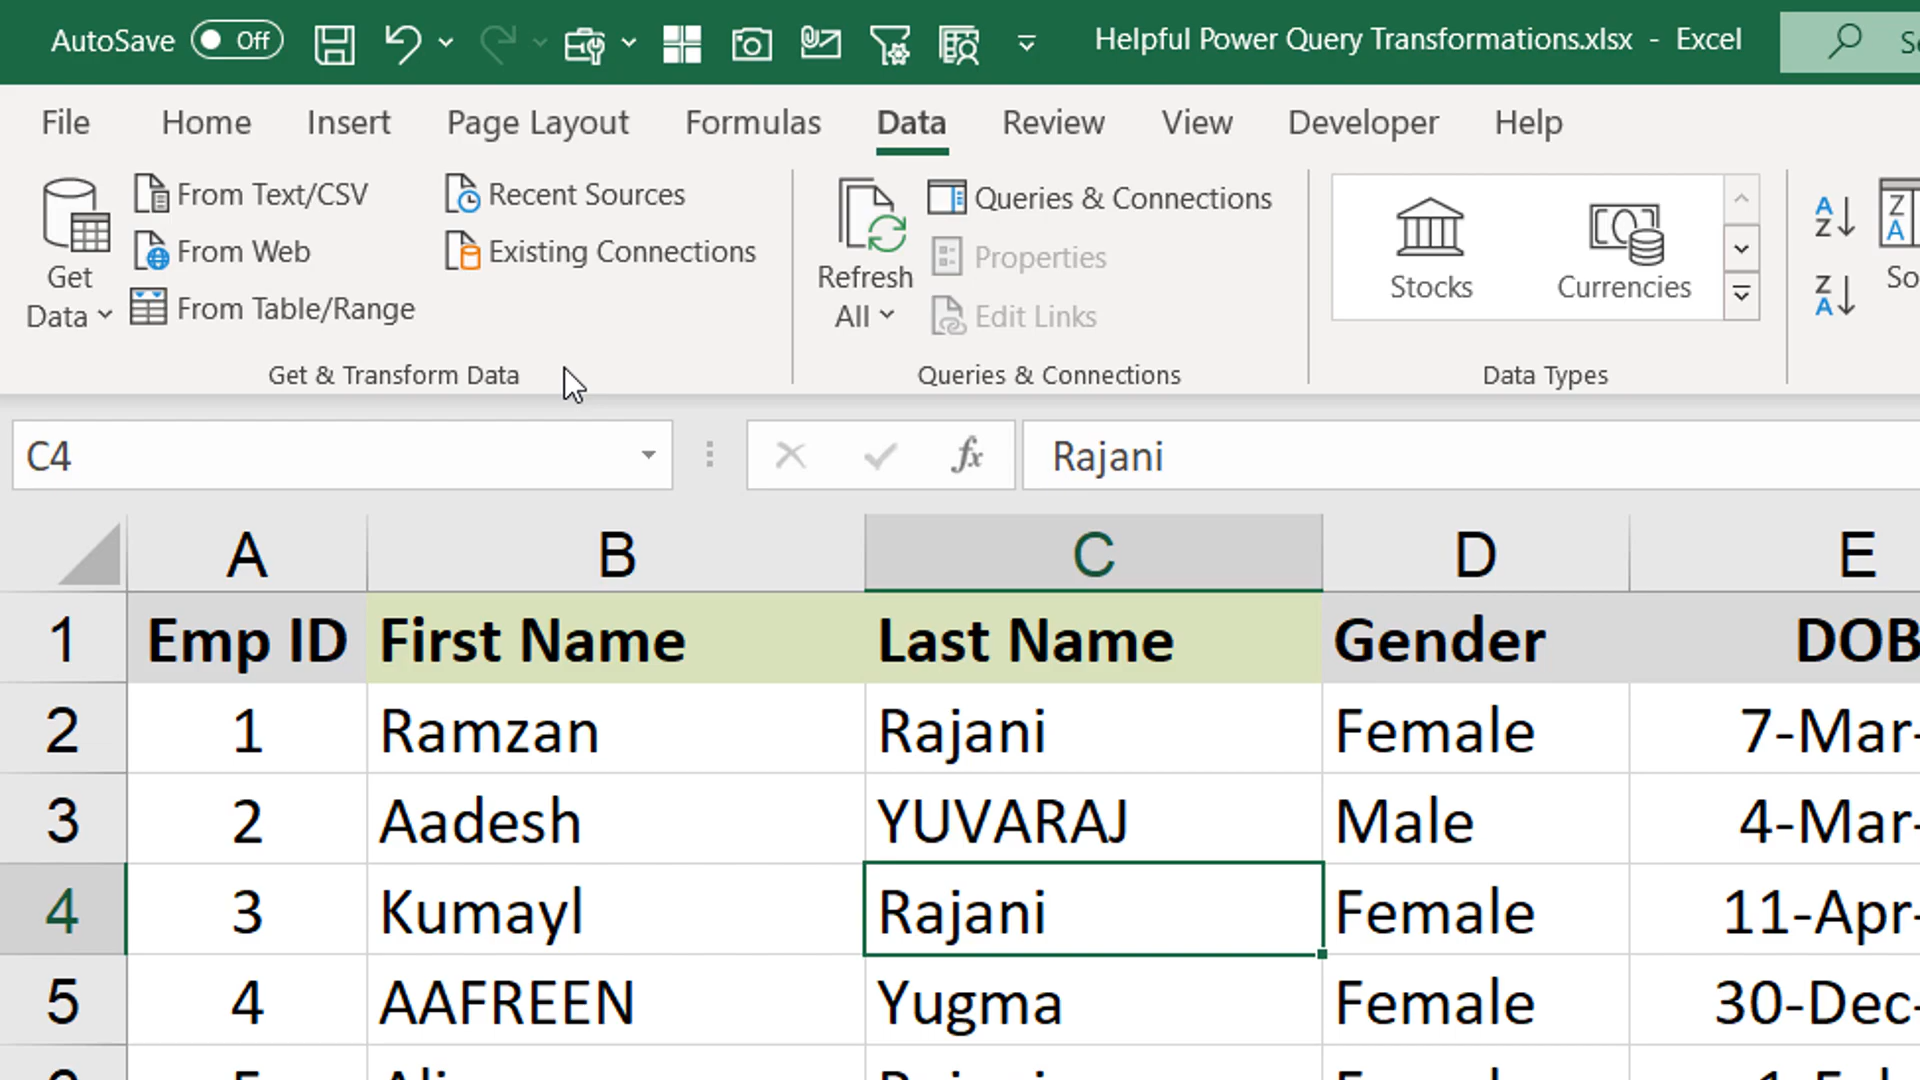 AutoSave Off Helpful Power Query Transformations.xlsx - Excel
File Home Insert Page Layout Formulas Data Review View Developer Help
Get Data
From Text/CSV
From Web
From Table/Range
Recent Sources
Existing Connections
Get & Transform Data
Refresh All
Queries & Connections
Properties
Edit Links
Queries & Connections
Stocks
Currencies
Data Types
A Z
Z A
Z A
C4 fx Rajani
A B C D E
1 Emp ID First Name Last Name Gender DOB
2 1 Ramzan Rajani Female 7-Mar-
3 2 Aadesh YUVARAJ Male 4-Mar-
4 3 Kumayl Rajani Female 11-Apr-
5 4 AAFREEN Yugma Female 30-Dec-